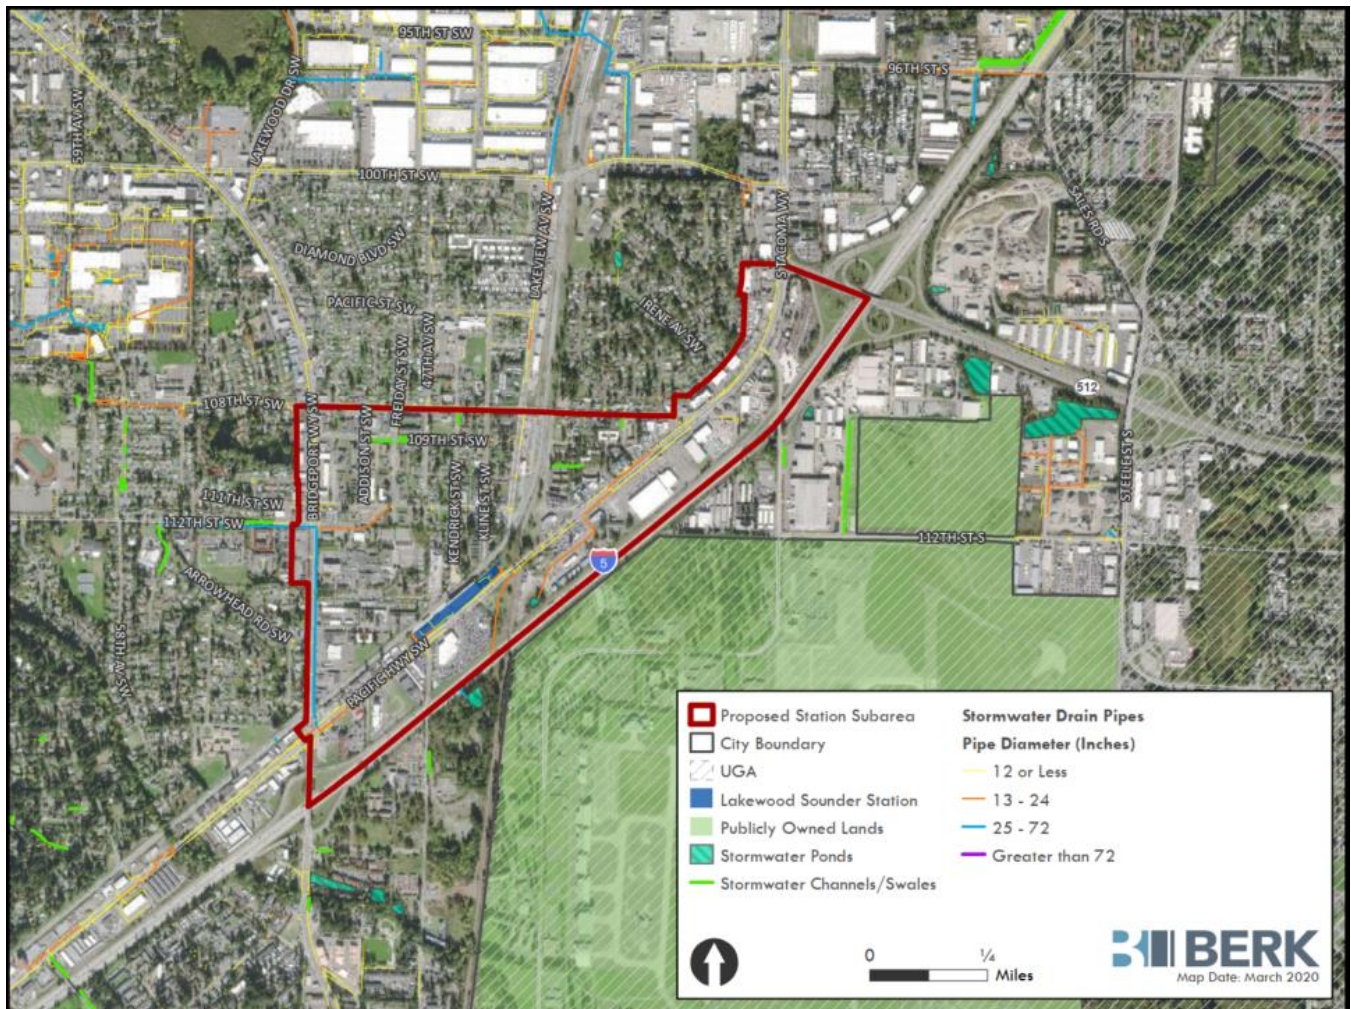 95TH ST SW
96TH ST S
59TH AV SW
LAKEWOOD DR SW
100TH ST SW
LAKEVIEW AV SW
S TACOMA WY
SALES RD S
DIAMOND BLVD SW
PACIFIC ST SW
IRENE AV SW
47TH AV SW
FREIDAY ST SW
512
108TH ST SW
BRIDGEPORT WY SW
ADDISON ST SW
109TH ST SW
STEELE ST S
111TH ST SW
112TH ST SW
KENDRICK ST SW
KLINE ST SW
112TH ST S
5
ARROWHEAD RD SW
58TH AV SW
PACIFIC HWY SW
Proposed Station Subarea
City Boundary
UGA
Lakewood Sounder Station
Publicly Owned Lands
Stormwater Ponds
Stormwater Channels/Swales
Stormwater Drain Pipes
Pipe Diameter (Inches)
12 or Less
13 - 24
25 - 72
Greater than 72
0 ¼
Miles
BERK
Map Date: March 2020